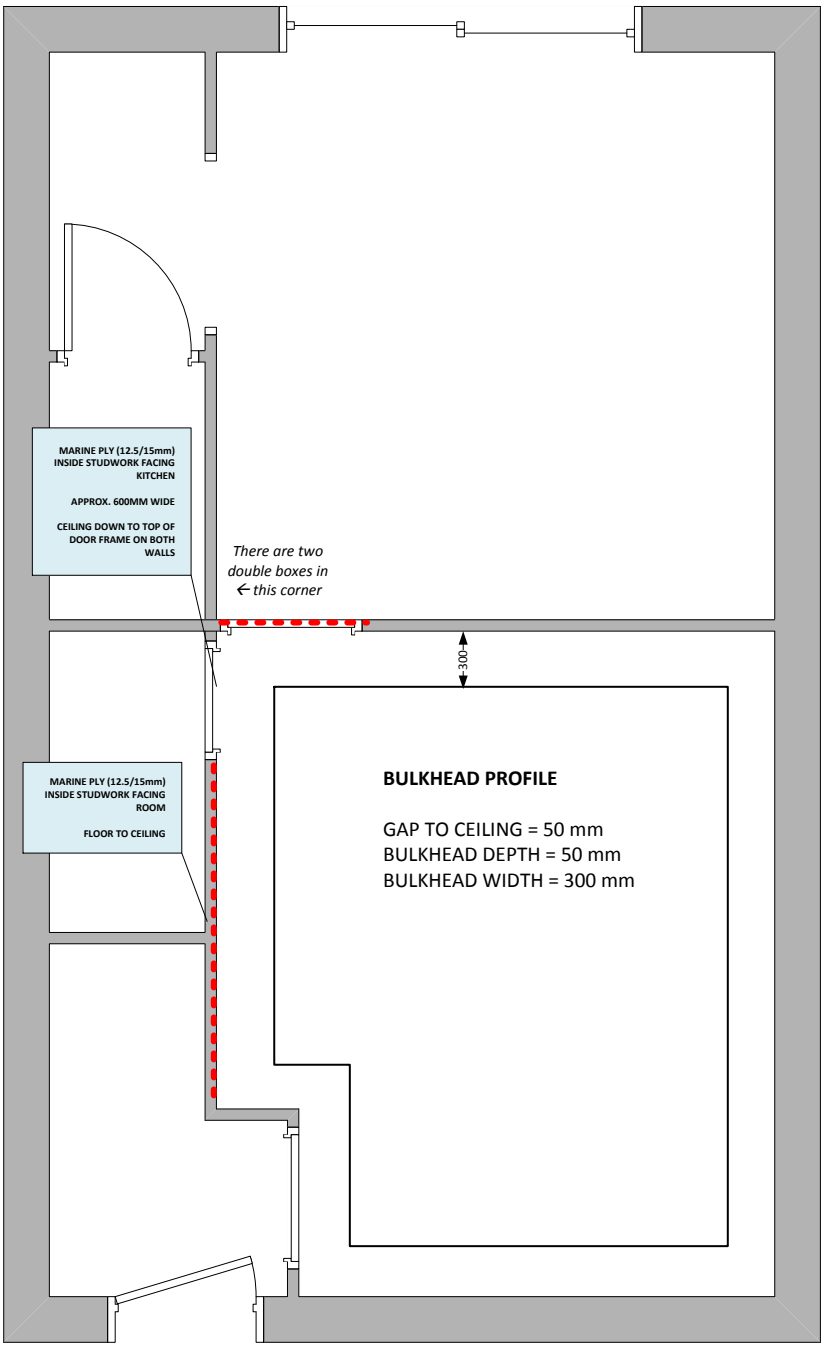 MARINE PLY (12.5/15mm)
INSIDE STUDWORK FACING
KITCHEN
APPROX. 600MM WIDE
CEILING DOWN TO TOP OF
DOOR FRAME ON BOTH
WALLS
There are two
double boxes in
← this corner
300
MARINE PLY (12.5/15mm)
INSIDE STUDWORK FACING
ROOM
FLOOR TO CEILING
BULKHEAD PROFILE
GAP TO CEILING = 50 mm
BULKHEAD DEPTH = 50 mm
BULKHEAD WIDTH = 300 mm